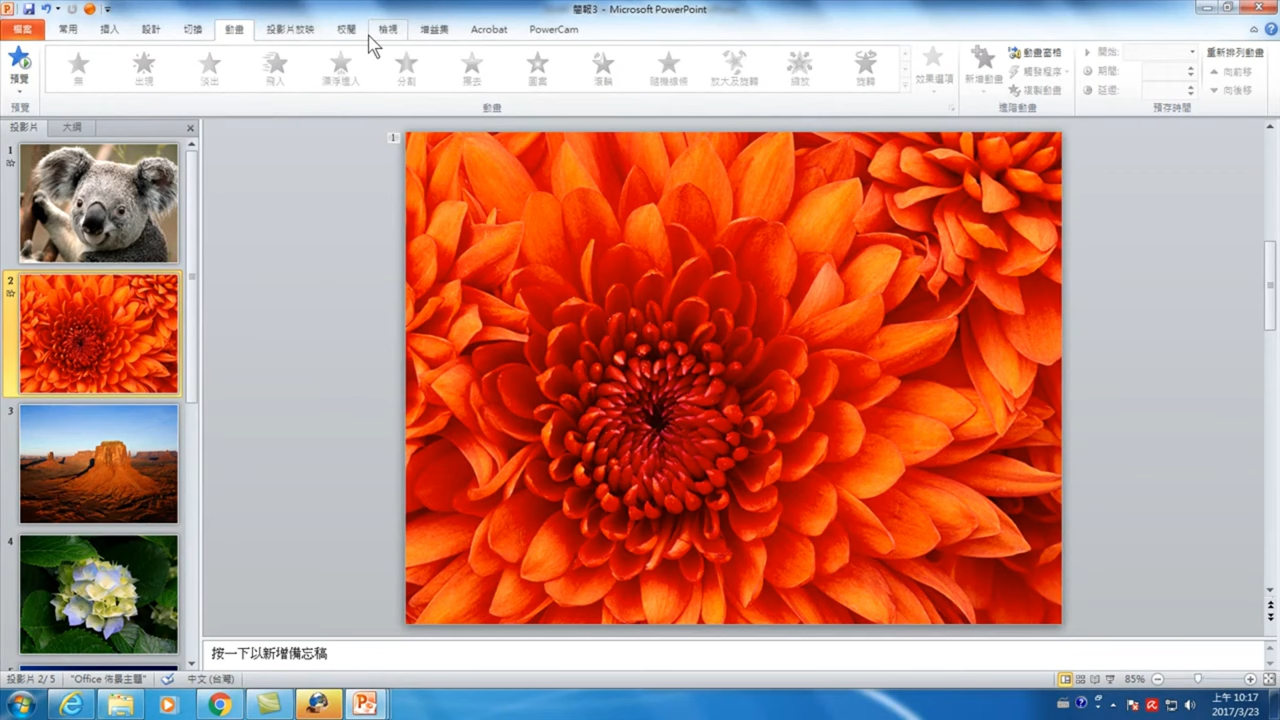 簡報3 - Microsoft PowerPoint
檔案 常用 插入 設計 切換 動畫 投影片放映 校閱 檢視 增益集 Acrobat PowerCam
預覽 無 出現 淡出 飛入 漂浮進入 分割 擦去 圖案 滾輪 隨機線條 放大及旋轉 縮放 旋轉 效果選項 新增動畫
動畫窗格 觸發程序 複製動畫
開始: 期間: 延遲:
重新排列動畫 向前移 向後移
預覽 動畫 進階動畫 預存時間
投影片 大綱
1
2
3
4
1
按一下以新增備忘稿
投影片 2/5 "Office 佈景主題" 中文 (台灣) 85%
上午 10:17
2017/3/23